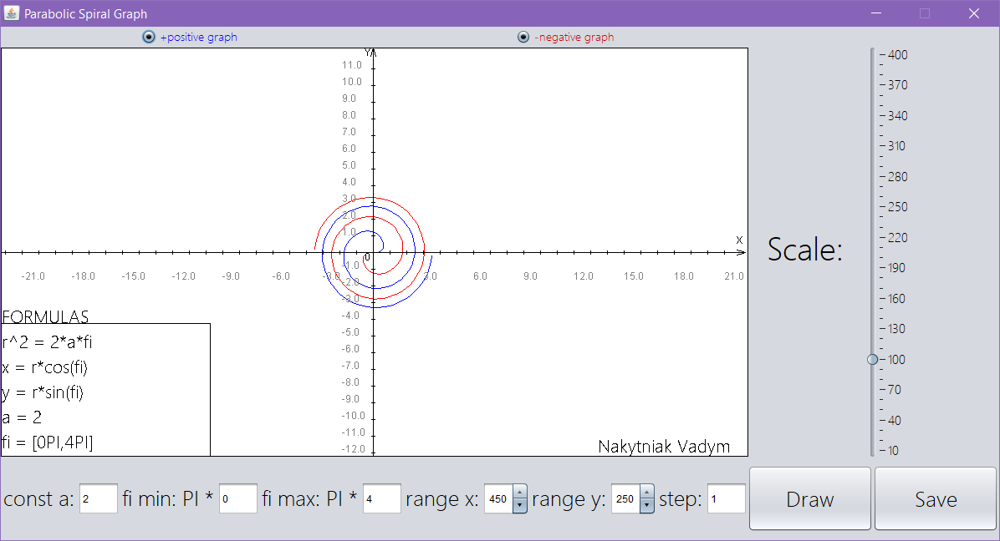 Parabolic Spiral Graph
+positive graph
-negative graph
Y
11.0
10.0
9.0
8.0
7.0
6.0
5.0
4.0
3.0
2.0
1.0
X
0
-1.0
-21.0 -18.0 -15.0 -12.0 -9.0 -6.0 -3.0 3.0 6.0 9.0 12.0 15.0 18.0 21.0
-2.0
-3.0
-4.0
-5.0
-6.0
-7.0
-8.0
-9.0
-10.0
-11.0
-12.0
FORMULAS
r^2 = 2*a*fi
x = r*cos(fi)
y = r*sin(fi)
a = 2
fi = [0PI,4PI]
Nakytniak Vadym
Scale:
400
370
340
310
280
250
220
190
160
130
100
70
40
10
const a: 2 fi min: PI * 0 fi max: PI * 4 range x: 450 range y: 250 step: 1 Draw Save